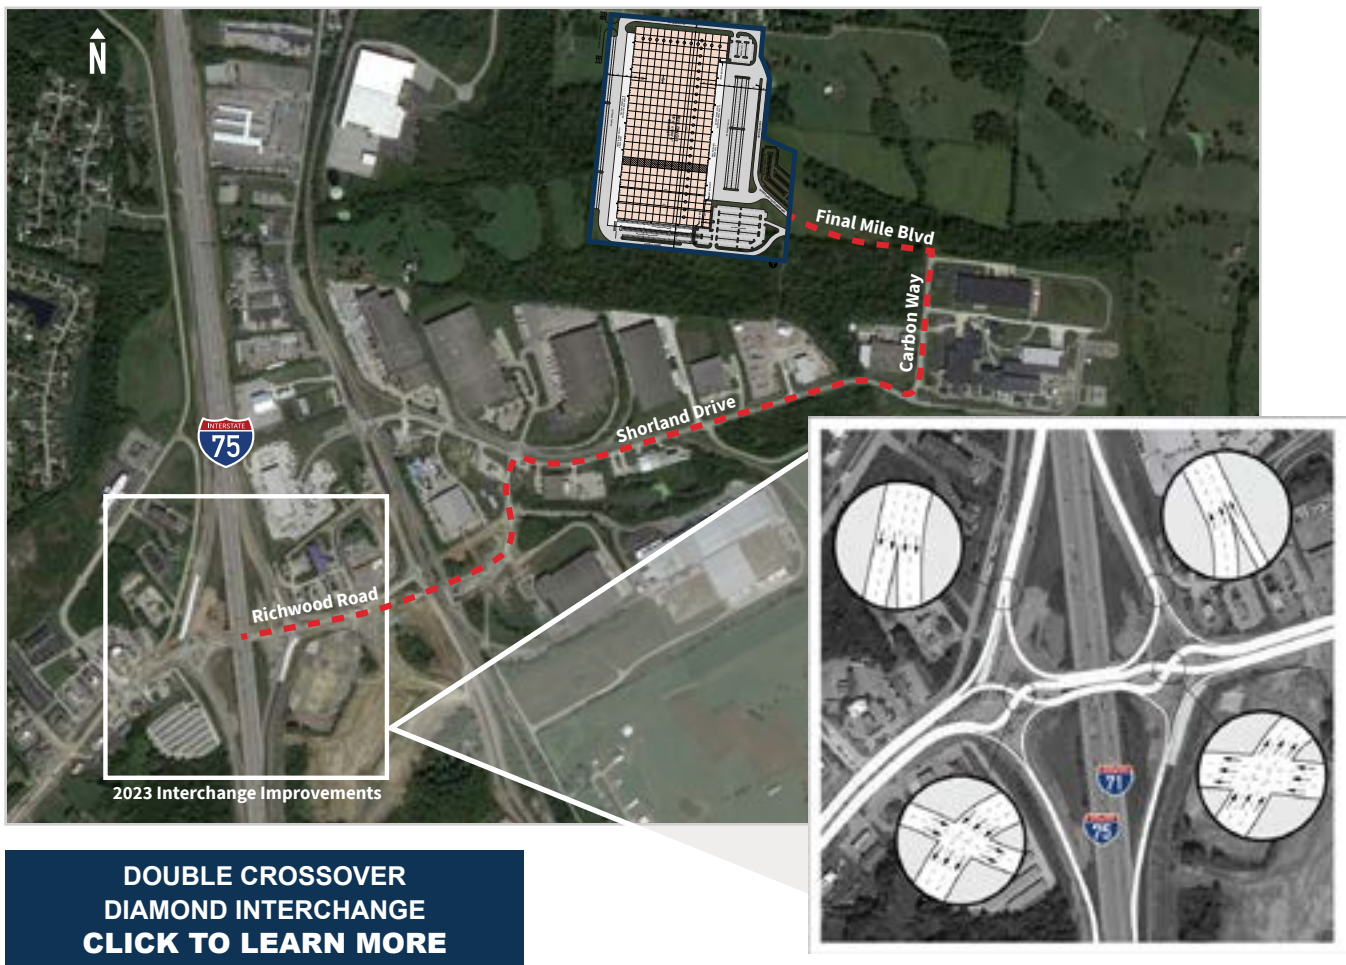 N
Final Mile Blvd
Carbon Way
Shorland Drive
INTERSTATE
75
Richwood Road
2023 Interchange Improvements
71
75
DOUBLE CROSSOVER
DIAMOND INTERCHANGE
CLICK TO LEARN MORE